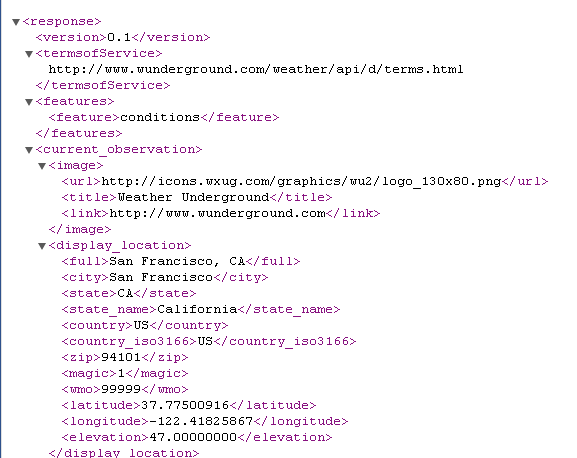 <response>
<version>0.1</version>
<termsofService>
http://www.wunderground.com/weather/api/d/terms.html
</termsofService>
<features>
<feature>conditions</feature>
</features>
<current_observation>
<image>
<url>http://icons.wxug.com/graphics/wu2/logo_130x80.png</url>
<title>Weather Underground</title>
<link>http://www.wunderground.com</link>
</image>
<display_location>
<full>San Francisco, CA</full>
<city>San Francisco</city>
<state>CA</state>
<state_name>California</state_name>
<country>US</country>
<country_iso3166>US</country_iso3166>
<zip>94101</zip>
<magic>1</magic>
<wmo>99999</wmo>
<latitude>37.77500916</latitude>
<longitude>-122.41825867</longitude>
<elevation>47.00000000</elevation>
</display_location>